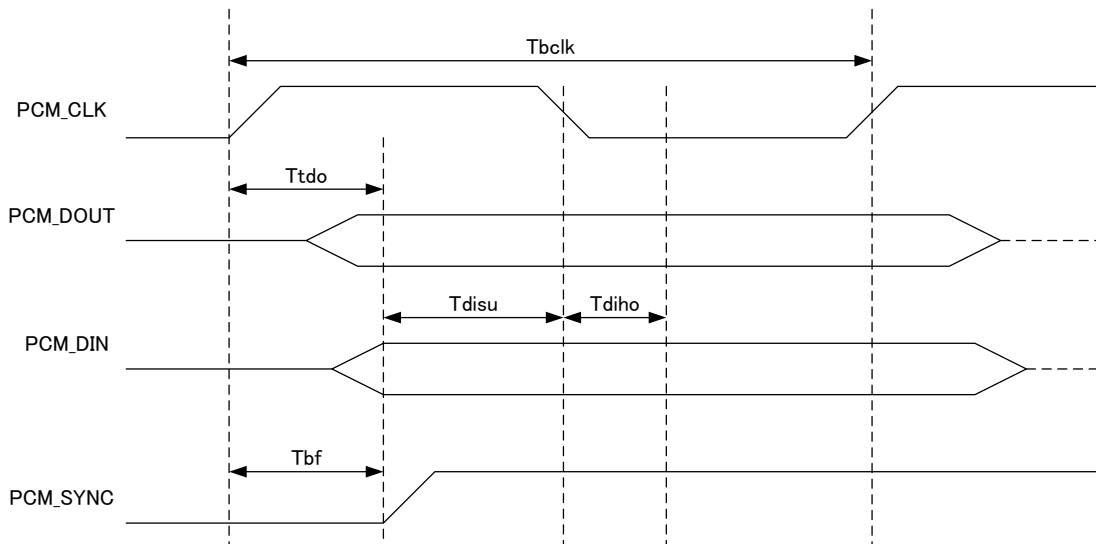 Tbclk
PCM_CLK
Ttdo
PCM_DOUT
Tdisu
Tdiho
PCM_DIN
Tbf
PCM_SYNC